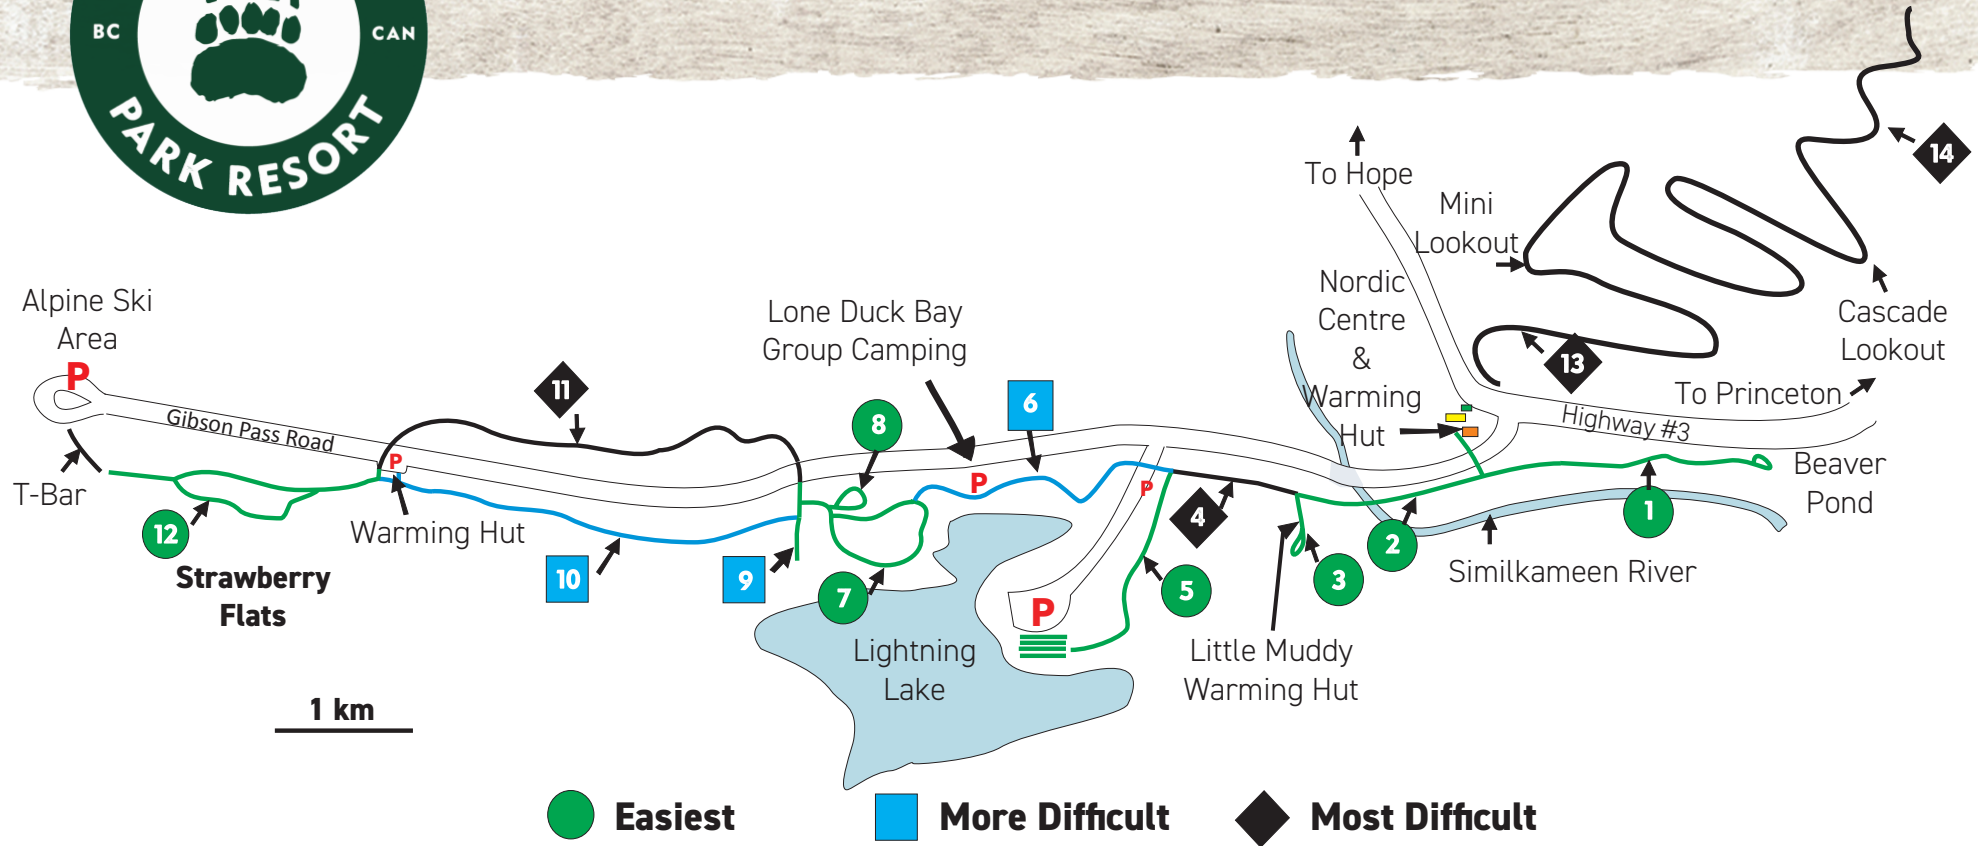 BC
CAN
PARK RESORT
14
To Hope
Mini
Lookout
Nordic
Centre
&
Warming
Hut
Alpine Ski
Area
P
Lone Duck Bay
Group Camping
Cascade
Lookout
13
To Princeton
Highway #3
11
6
8
Gibson Pass Road
P
T-Bar
12
Warming Hut
Strawberry
Flats
10
9
7
P
P
4
5
3
2
1
Beaver
Pond
Similkameen River
P
Lightning
Lake
Little Muddy
Warming Hut
1 km
Easiest
More Difficult
Most Difficult